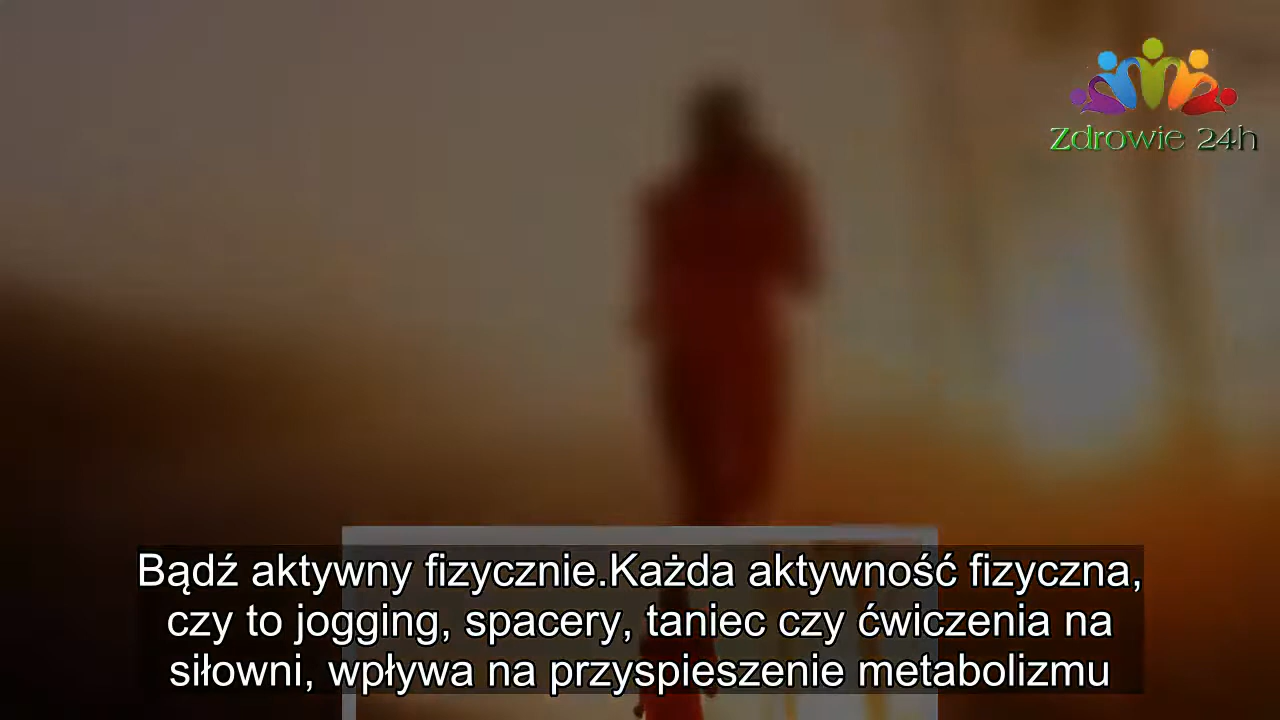 Zdrowie 24h
Bądź aktywny fizycznie.Każda aktywność fizyczna,
czy to jogging, spacery, taniec czy ćwiczenia na
siłowni, wpływa na przyspieszenie metabolizmu